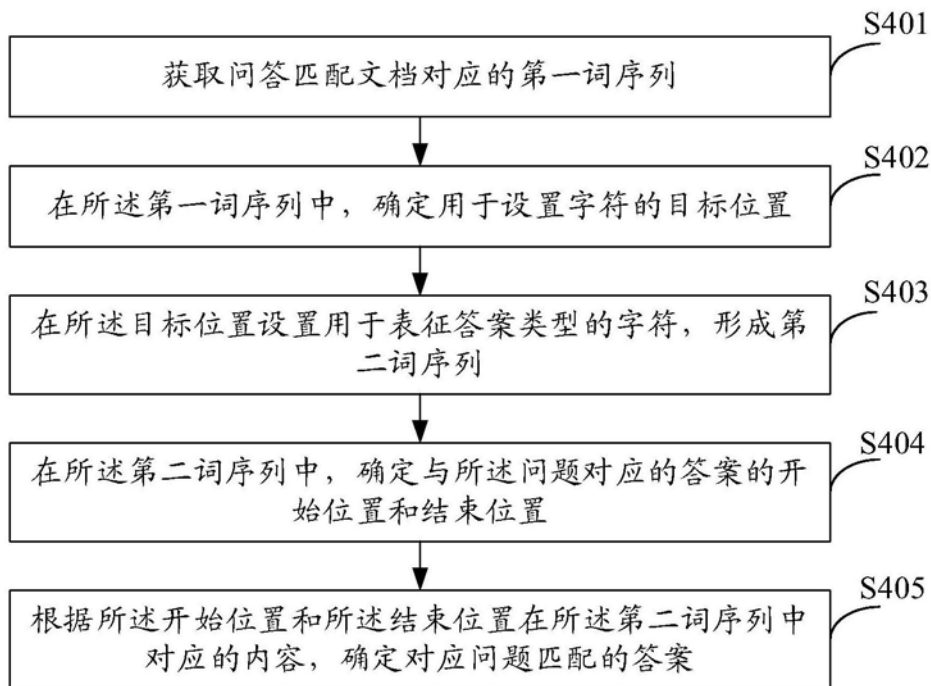 S401
获取问答匹配文档对应的第一词序列
S402
在所述第一词序列中，确定用于设置字符的目标位置
S403
在所述目标位置设置用于表征答案类型的字符，形成第
二词序列
S404
在所述第二词序列中，确定与所述问题对应的答案的开
始位置和结束位置
S405
根据所述开始位置和所述结束位置在所述第二词序列中
对应的内容，确定对应问题匹配的答案